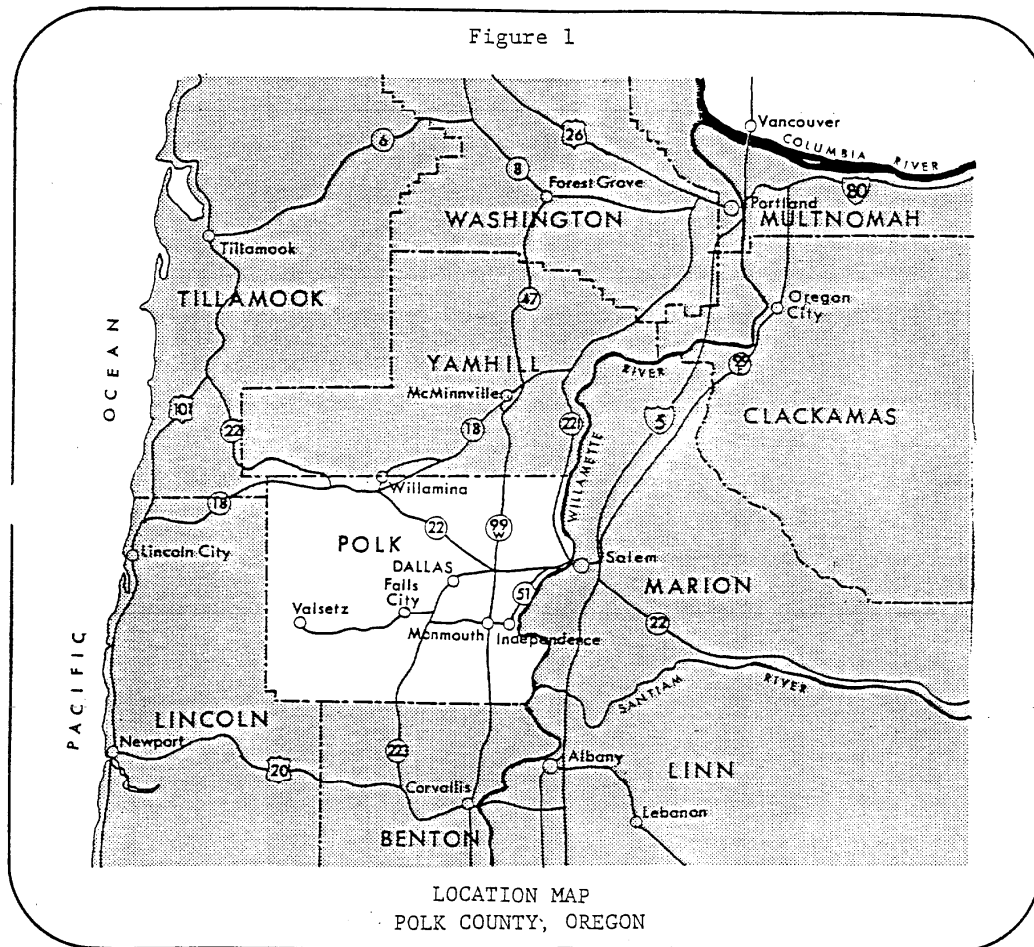 Figure 1
Vancouver
COLUMBIA RIVER
26
6
8
80
Forest Grove
Portland
WASHINGTON
MULTNOMAH
Tillamook
TILLAMOOK
47
Oregon
City
OCEAN
YAMHILL
RIVER
99
E
McMinnville
101
22
18
221
5
CLACKAMAS
WILLAMETTE
Willamina
18
22
99
W
POLK
Salem
Lincoln City
DALLAS
Falls
City
51
MARION
Valsetz
Monmouth
Independence
22
PACIFIC
SANTIAM RIVER
LINCOLN
Newport
223
20
Albany
LINN
Corvallis
Lebanon
BENTON
LOCATION MAP
POLK COUNTY, OREGON